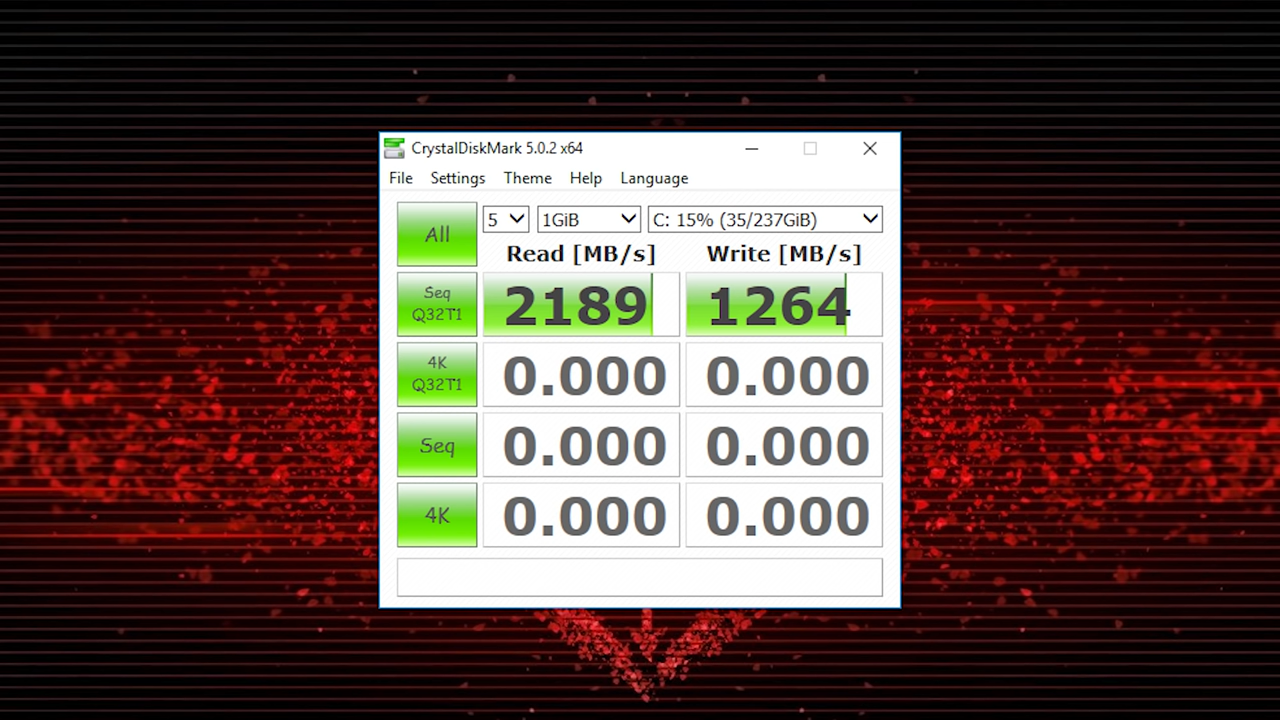 CrystalDiskMark 5.0.2 x64
File Settings Theme Help Language
All 5 1GiB C: 15% (35/237GiB)
Read [MB/s] Write [MB/s]
Seq
Q32T1 2189 1264
4K
Q32T1 0.000 0.000
Seq 0.000 0.000
4K 0.000 0.000